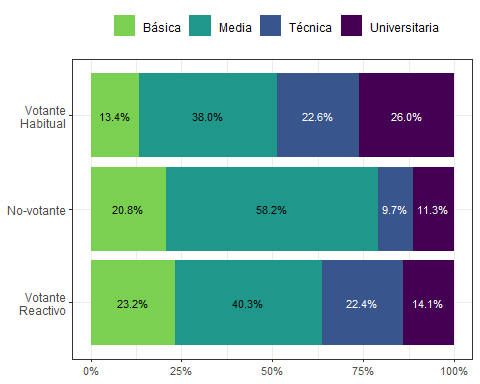 Básica Media Técnica Universitaria
Votante
Habitual
13.4% 38.0% 22.6% 26.0%
No-votante
20.8% 58.2% 9.7% 11.3%
Votante
Reactivo
23.2% 40.3% 22.4% 14.1%
0% 25% 50% 75% 100%